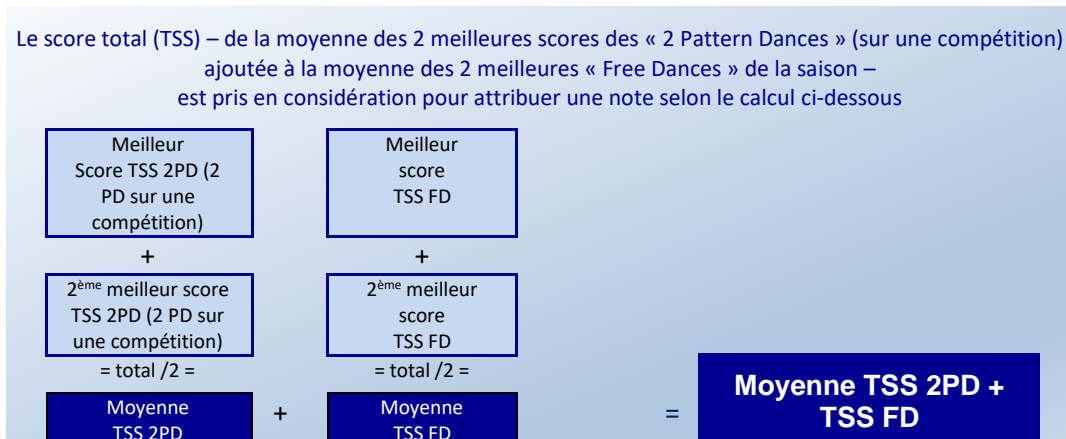 Le score total (TSS) – de la moyenne des 2 meilleures scores des « 2 Pattern Dances » (sur une compétition)
ajoutée à la moyenne des 2 meilleures « Free Dances » de la saison –
est pris en considération pour attribuer une note selon le calcul ci-dessous
Meilleur
Score TSS 2PD (2
PD sur une
compétition)
+
2ème meilleur score
TSS 2PD (2 PD sur
une compétition)
= total /2 =
Moyenne
TSS 2PD
+
Meilleur
score
TSS FD
+
2ème meilleur
score
TSS FD
= total /2 =
Moyenne
TSS FD
=
Moyenne TSS 2PD +
TSS FD